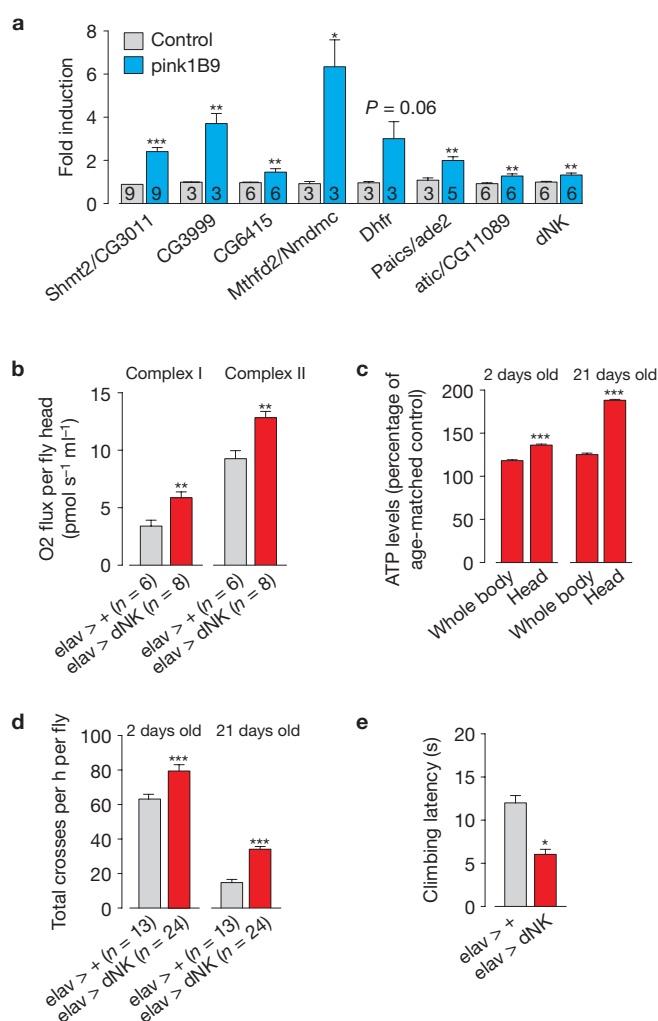 a
Control
pink1B9
Fold induction
8
6
4
2
0
***
**
**
*
P = 0.06
**
**
**
9 9 3 3 6 6 3 3 3 3 3 5 6 6 6 6
Shmt2/CG3011
CG3999
CG6415
Mthfd2/Nmdmc
Dhfr
Paics/ade2
atic/CG11089
dNK
b
Complex I Complex II
O2 flux per fly head
(pmol s−1 ml−1)
15
10
5
0
**
**
elav > + (n = 6)
elav > dNK (n = 8)
elav > + (n = 6)
elav > dNK (n = 8)
c
2 days old 21 days old
ATP levels (percentage of
age-matched control)
200
150
100
50
0
***
***
Whole body
Head
Whole body
Head
d
2 days old 21 days old
Total crosses per h per fly
100
80
60
40
20
0
***
***
elav > + (n = 13)
elav > dNK (n = 24)
elav > + (n = 13)
elav > dNK (n = 24)
e
Climbing latency (s)
20
15
10
5
0
*
elav > +
elav > dNK